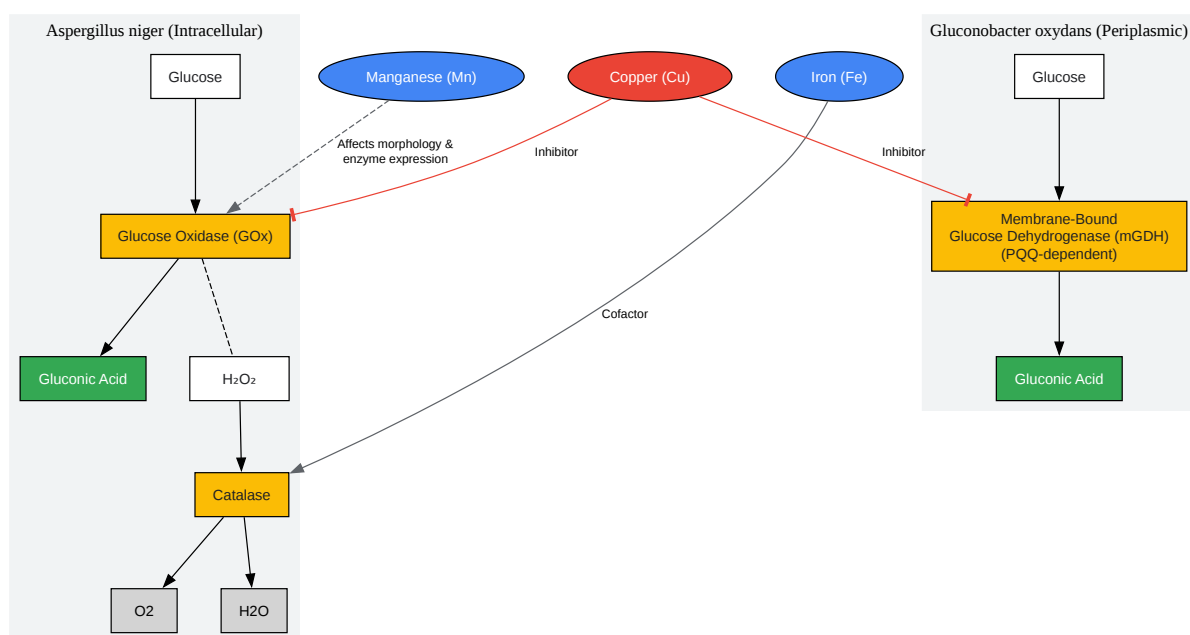 Aspergillus niger (Intracellular)
Gluconobacter oxydans (Periplasmic)
Glucose
Manganese (Mn)
Copper (Cu)
Iron (Fe)
Glucose
Affects morphology &
enzyme expression
Inhibitor
Inhibitor
Glucose Oxidase (GOx)
Membrane-Bound
Glucose Dehydrogenase (mGDH)
(PQQ-dependent)
Cofactor
Gluconic Acid
H₂O₂
Gluconic Acid
Catalase
O2
H2O